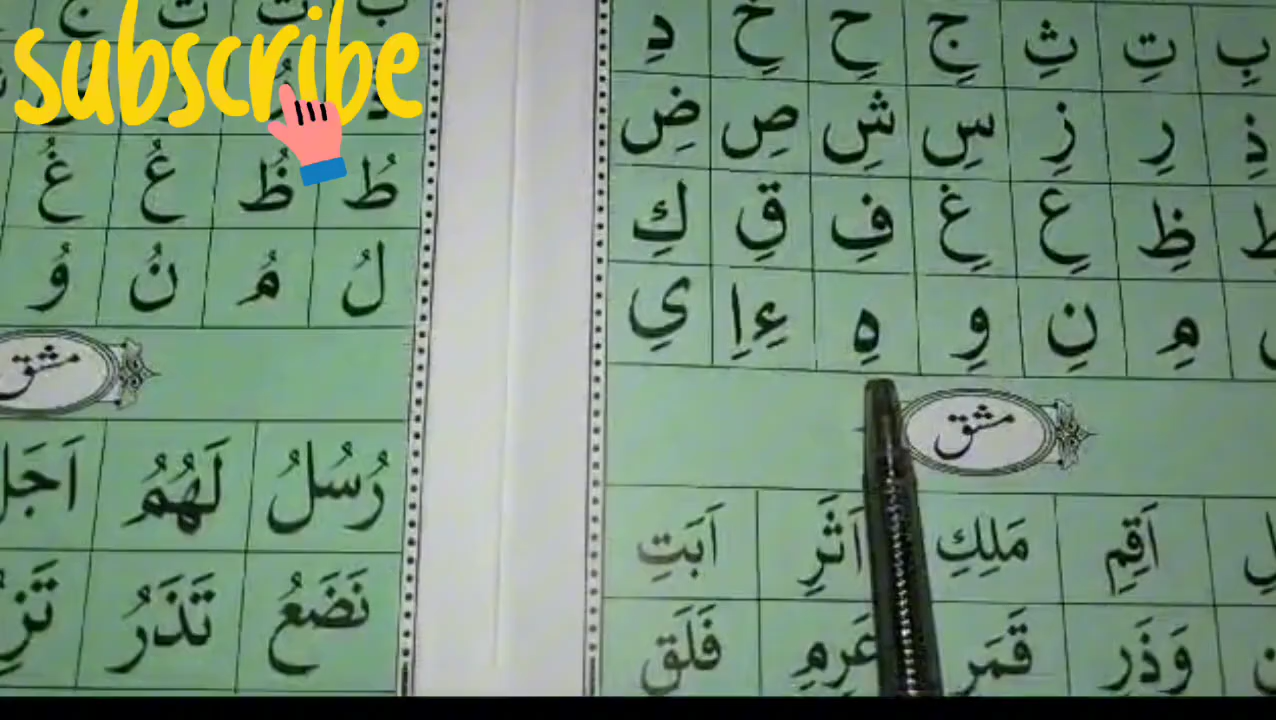 subscribe
بِ تِ ثِ جِ حِ خِ دِ
ذِ رِ زِ سِ شِ صِ ضِ
ظِ عِ غِ فِ قِ كِ
مِ نِ وِ هِ ءِاِ یِ
مشق
اَقِمِ مَلِكِ اَثَرِ اَبَتِ
وَذَرِ قَمَرِ عَرِمِ فَلَقِ
طُ ظُ عُ غُ
لُ مُ نُ وُ
مشق
رُسُلُ لَهُمُ
نَضَعُ تَذَرُ